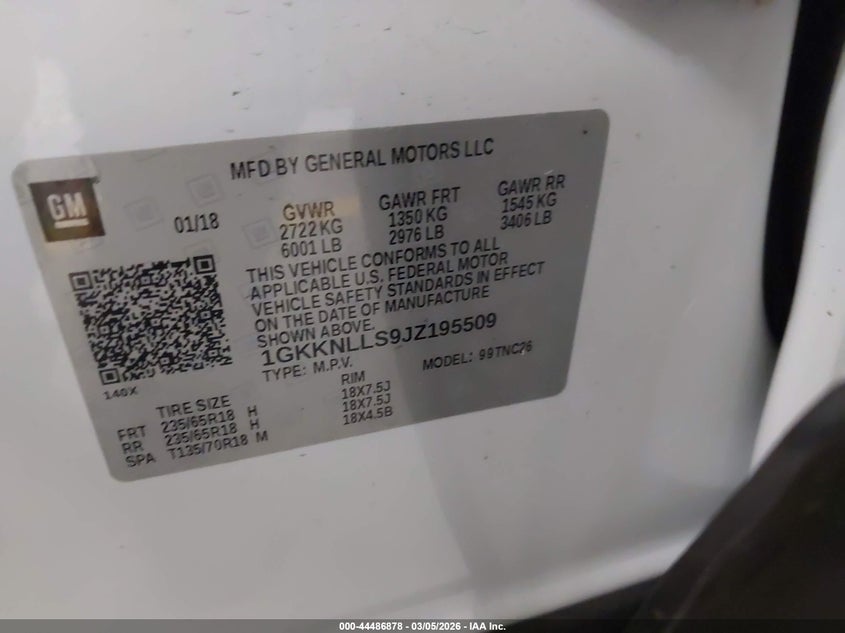 MFD BY GENERAL MOTORS LLC
GM
01/18
GVWR
2722 KG
6001 LB
GAWR FRT
1350 KG
2976 LB
GAWR RR
1545 KG
3406 LB
THIS VEHICLE CONFORMS TO ALL
APPLICABLE U.S. FEDERAL MOTOR
VEHICLE SAFETY STANDARDS IN EFFECT
ON THE DATE OF MANUFACTURE
SHOWN ABOVE.
1GKKNLLS9JZ195509
TYPE: M.P.V.
MODEL: 99TNC26
140X
TIRE SIZE
RIM
FRT 235/65R18 H 18X7.5J
RR 235/65R18 H 18X7.5J
SPA T135/70R18 M 18X4.5B
000-44486878 - 03/05/2026 - IAA Inc.